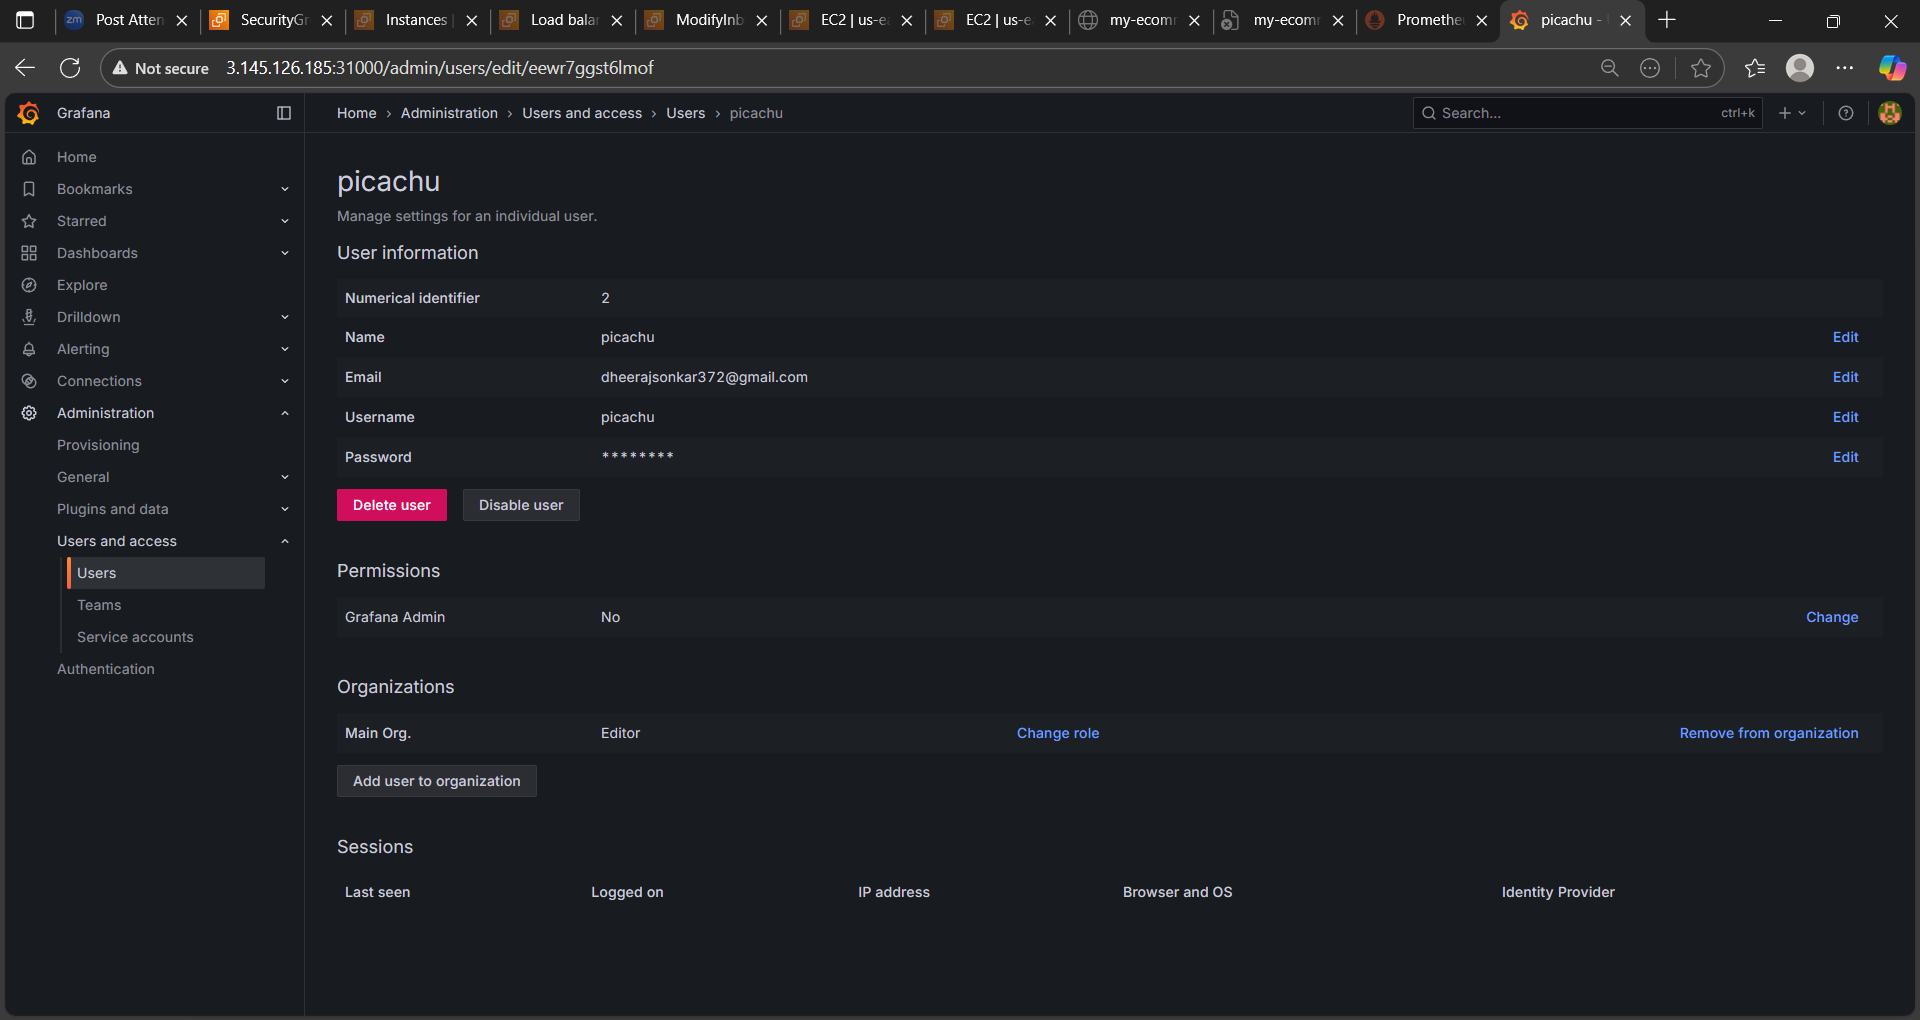 Post Atten
SecurityGr
Instances
Load balan
ModifyInb
EC2 | us-ea
EC2 | us-ea
my-ecomm
my-ecomm
Promethe
picachu -
Not secure 3.145.126.185:31000/admin/users/edit/eewr7ggst6lmof
Grafana
Home › Administration › Users and access › Users › picachu
Search... ctrl+k
Home
Bookmarks
Starred
Dashboards
Explore
Drilldown
Alerting
Connections
Administration
Provisioning
General
Plugins and data
Users and access
Users
Teams
Service accounts
Authentication
picachu
Manage settings for an individual user.
User information
Numerical identifier 2
Name picachu Edit
Email dheerajsonkar372@gmail.com Edit
Username picachu Edit
Password ******** Edit
Delete user Disable user
Permissions
Grafana Admin No Change
Organizations
Main Org. Editor Change role Remove from organization
Add user to organization
Sessions
Last seen Logged on IP address Browser and OS Identity Provider